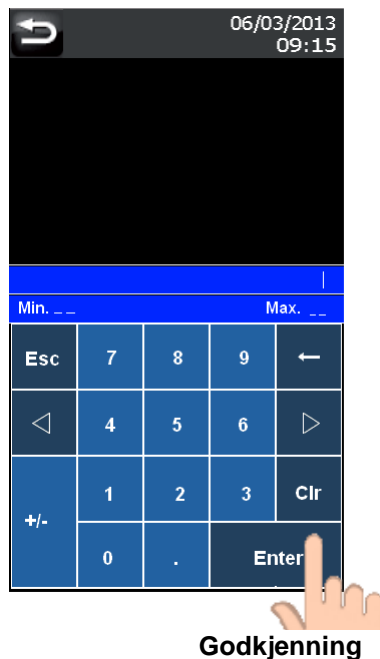 06/03/2013
09:15
Min. _ _ Max. _ _
Esc 7 8 9 ←
◁ 4 5 6 ▷
+/- 1 2 3 Clr
0 . Enter
Godkjenning